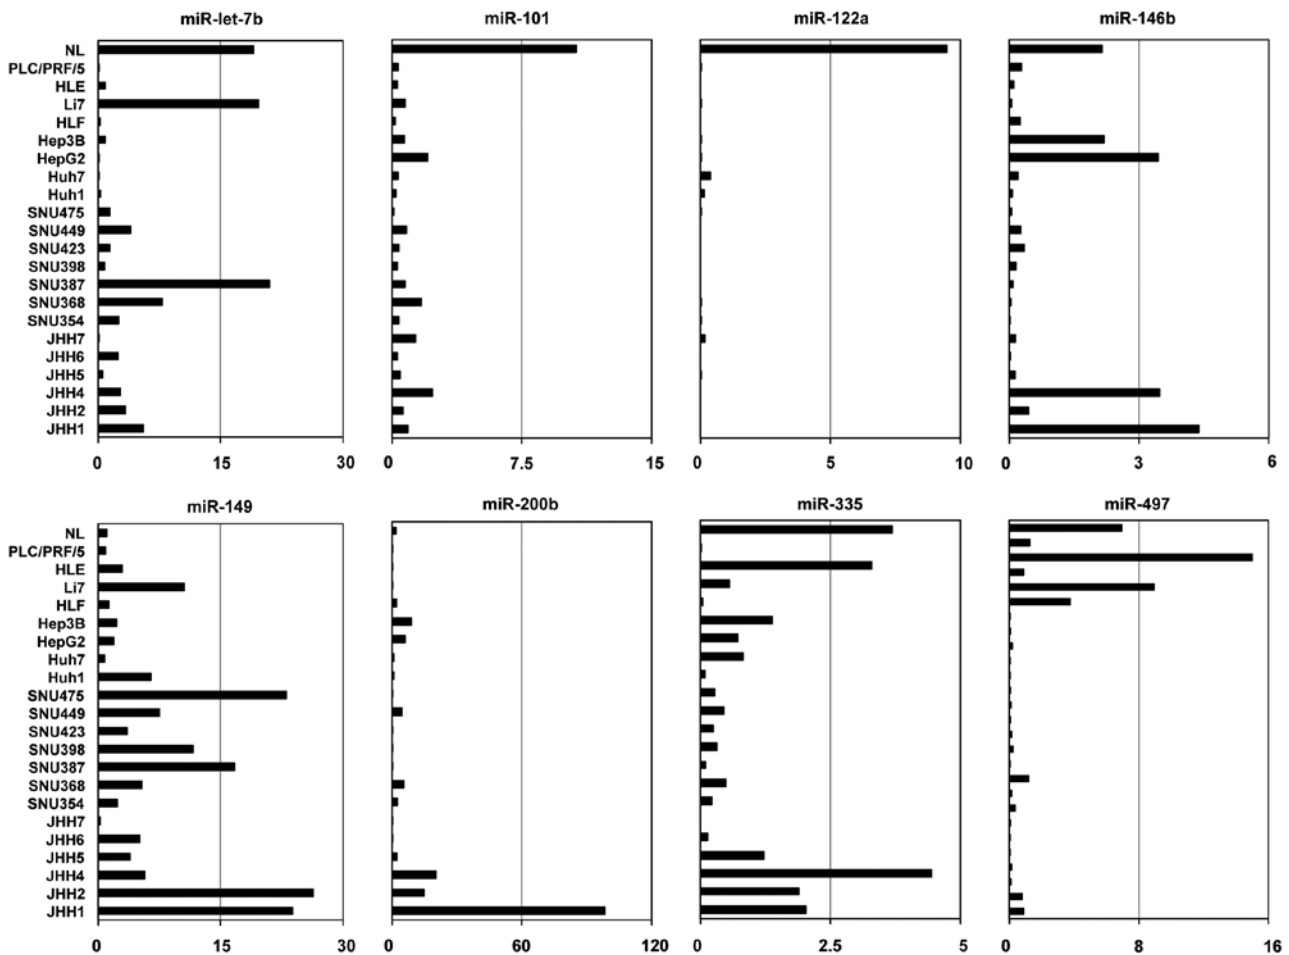 miR-let-7b miR-101 miR-122a miR-146b
NL
PLC/PRF/5
HLE
Li7
HLF
Hep3B
HepG2
Huh7
Huh1
SNU475
SNU449
SNU423
SNU398
SNU387
SNU368
SNU354
JHH7
JHH6
JHH5
JHH4
JHH2
JHH1
0 15 30 0 7.5 15 0 5 10 0 3 6
miR-149 miR-200b miR-335 miR-497
NL
PLC/PRF/5
HLE
Li7
HLF
Hep3B
HepG2
Huh7
Huh1
SNU475
SNU449
SNU423
SNU398
SNU387
SNU368
SNU354
JHH7
JHH6
JHH5
JHH4
JHH2
JHH1
0 15 30 0 60 120 0 2.5 5 0 8 16